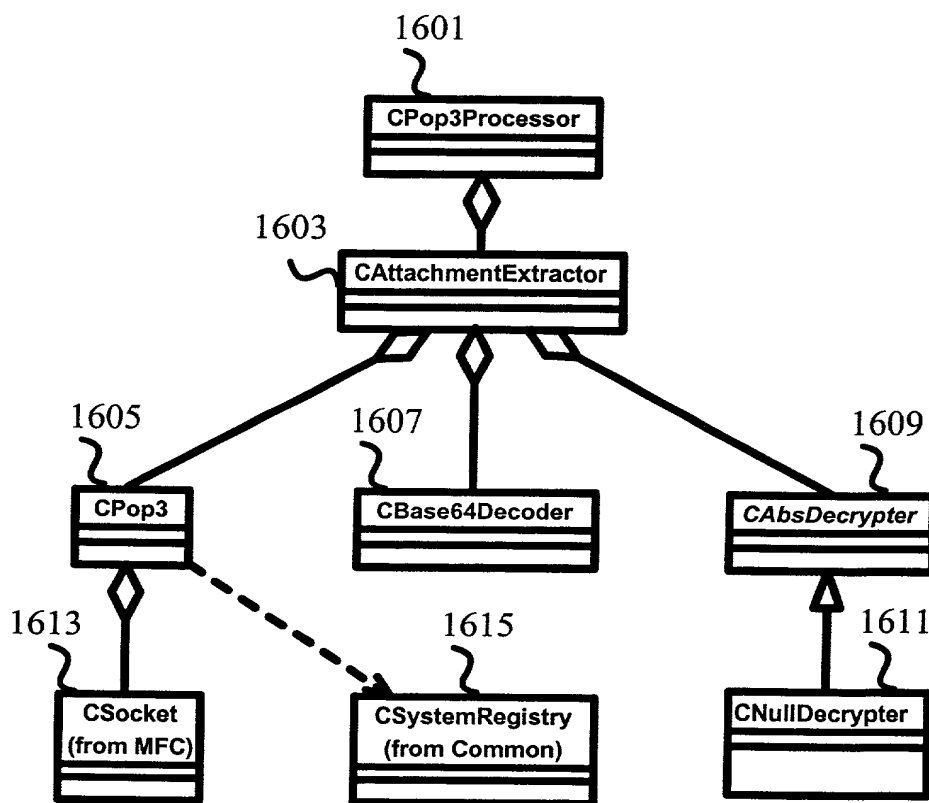 1601
CPop3Processor
1603
CAttachmentExtractor
1605
1607
1609
CPop3
CBase64Decoder
CAbsDecrypter
1613
1615
1611
CSocket
(from MFC)
CSystemRegistry
(from Common)
CNullDecrypter